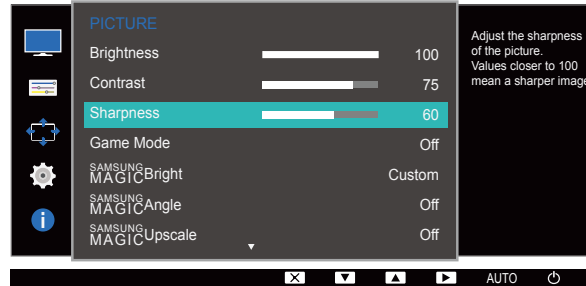 PICTURE
Brightness 100
Contrast 75
Sharpness 60
Game Mode Off
SAMSUNG MAGIC Bright Custom
SAMSUNG MAGIC Angle Off
SAMSUNG MAGIC Upscale Off
Adjust the sharpness
of the picture.
Values closer to 100
mean a sharper image
AUTO